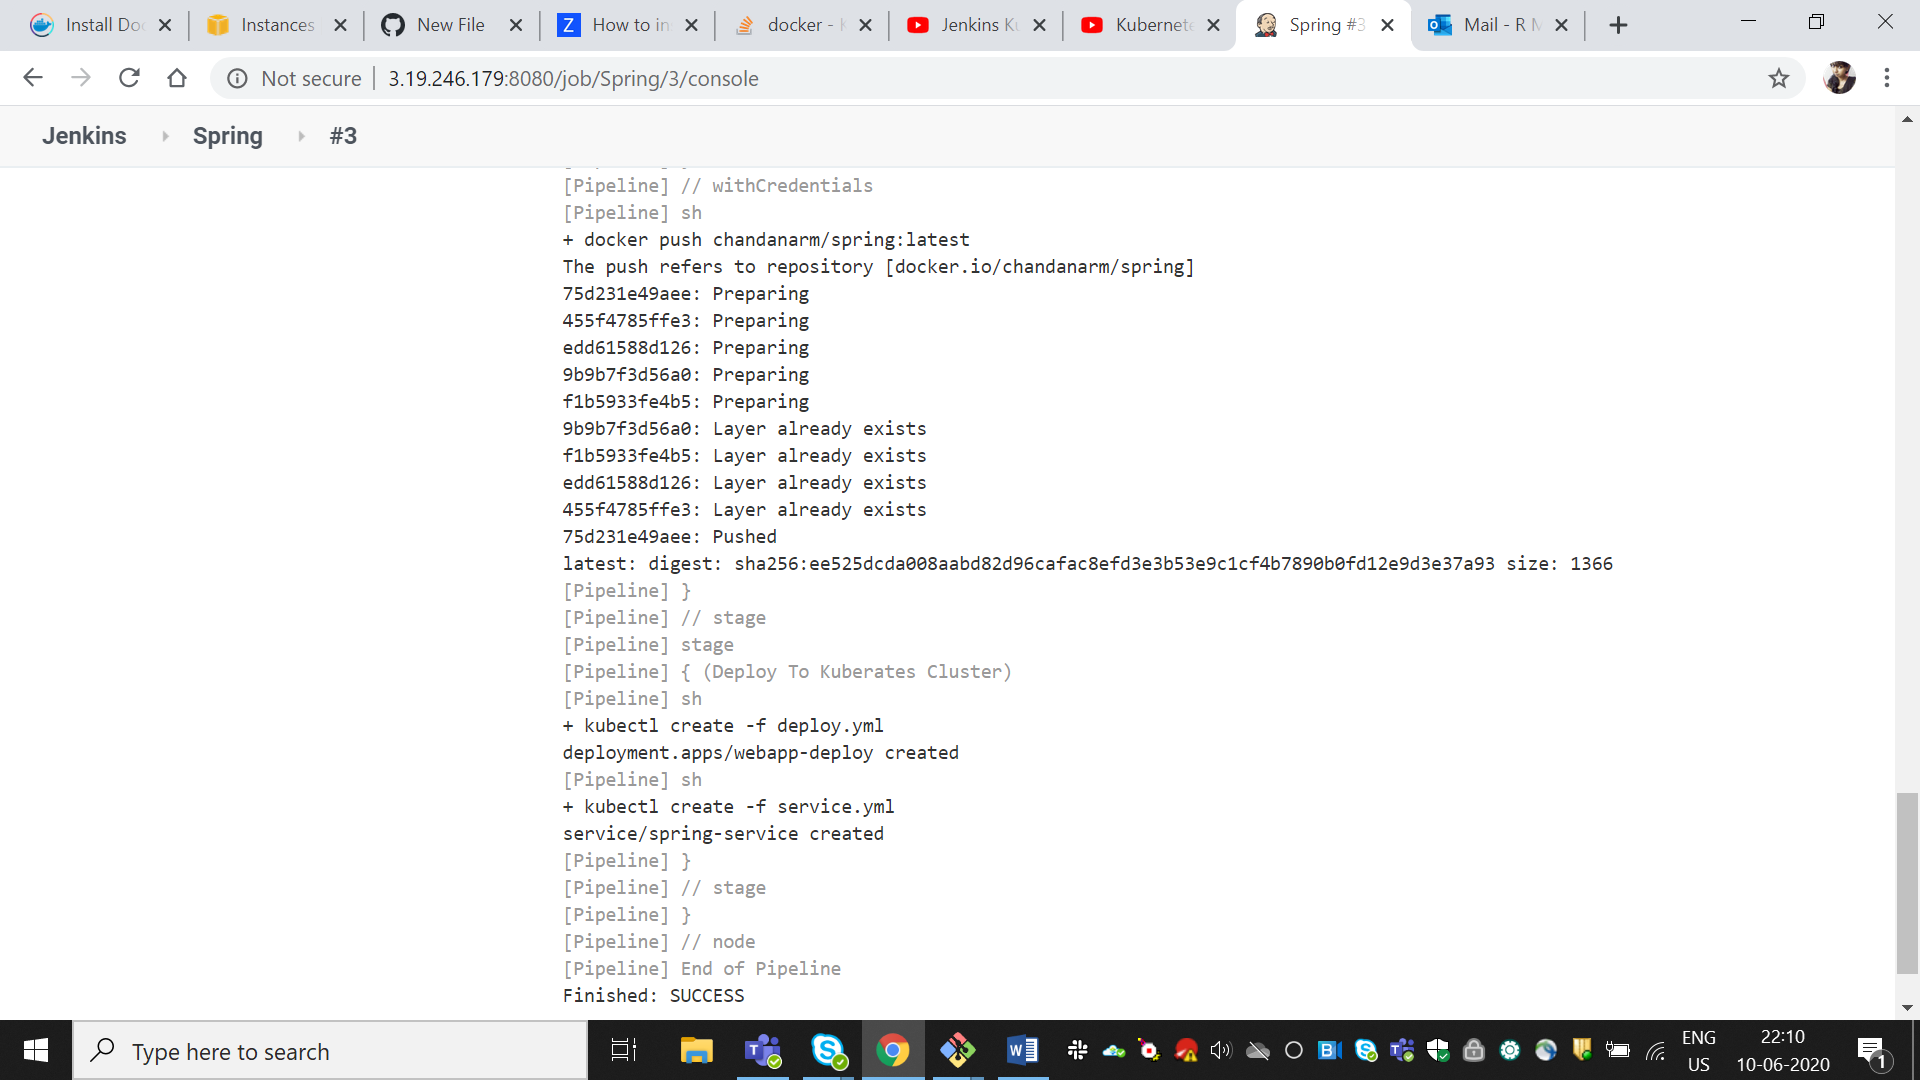 Install Do
Instances
New File
How to in
docker - K
Jenkins Ku
Kubernete
Spring #3
Mail - R M
Not secure
3.19.246.179:8080/job/Spring/3/console
Jenkins
Spring
#3
[Pipeline] // withCredentials
[Pipeline] sh
+ docker push chandanarm/spring:latest
The push refers to repository [docker.io/chandanarm/spring]
75d231e49aee: Preparing
455f4785ffe3: Preparing
edd61588d126: Preparing
9b9b7f3d56a0: Preparing
f1b5933fe4b5: Preparing
9b9b7f3d56a0: Layer already exists
f1b5933fe4b5: Layer already exists
edd61588d126: Layer already exists
455f4785ffe3: Layer already exists
75d231e49aee: Pushed
latest: digest: sha256:ee525dcda008aabd82d96cafac8efd3e3b53e9c1cf4b7890b0fd12e9d3e37a93 size: 1366
[Pipeline] }
[Pipeline] // stage
[Pipeline] stage
[Pipeline] { (Deploy To Kuberates Cluster)
[Pipeline] sh
+ kubectl create -f deploy.yml
deployment.apps/webapp-deploy created
[Pipeline] sh
+ kubectl create -f service.yml
service/spring-service created
[Pipeline] }
[Pipeline] // stage
[Pipeline] }
[Pipeline] // node
[Pipeline] End of Pipeline
Finished: SUCCESS
Type here to search
ENG
US
22:10
10-06-2020
1